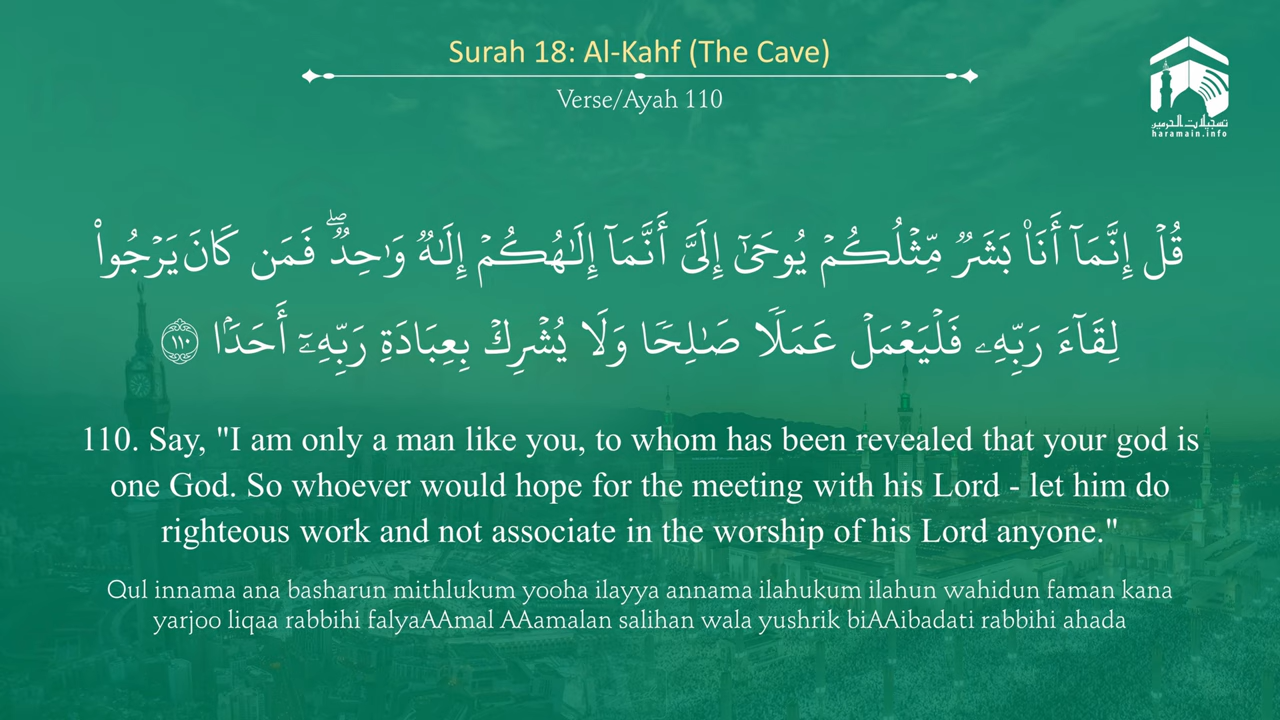 Surah 18: Al-Kahf (The Cave)
Verse/Ayah 110
تسجيلات الحرمين
haramain.info
قُلۡ إِنَّمَآ أَنَا۠ بَشَرٞ مِّثۡلُكُمۡ يُوحَىٰٓ إِلَيَّ أَنَّمَآ إِلَٰهُكُمۡ إِلَٰهٞ وَٰحِدٞۖ فَمَن كَانَ يَرۡجُواْ
لِقَآءَ رَبِّهِۦ فَلۡيَعۡمَلۡ عَمَلٗا صَٰلِحٗا وَلَا يُشۡرِكۡ بِعِبَادَةِ رَبِّهِۦٓ أَحَدَۢا ١١٠
110. Say, "I am only a man like you, to whom has been revealed that your god is
one God. So whoever would hope for the meeting with his Lord - let him do
righteous work and not associate in the worship of his Lord anyone."
Qul innama ana basharun mithlukum yooha ilayya annama ilahukum ilahun wahidun faman kana
yarjoo liqaa rabbihi falyaAAmal AAamalan salihan wala yushrik biAAibadati rabbihi ahada